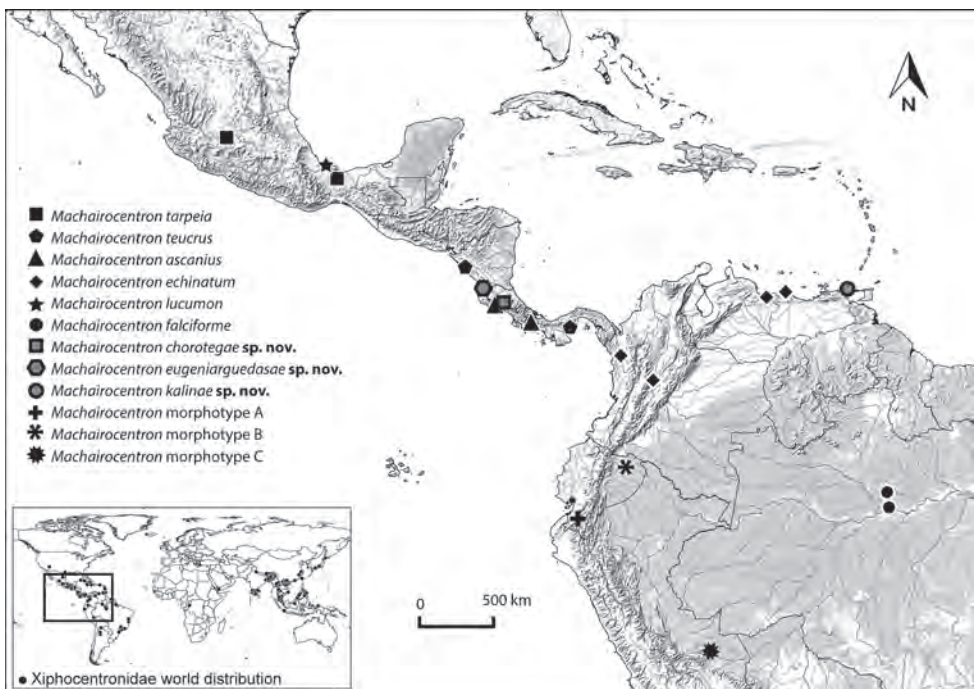 N
Machairocentron tarpeia
Machairocentron teucrus
Machairocentron ascanius
Machairocentron echinatum
Machairocentron lucumon
Machairocentron falciforme
Machairocentron chorotegae sp. nov.
Machairocentron eugeniarguedasae sp. nov.
Machairocentron kalinae sp. nov.
Machairocentron morphotype A
Machairocentron morphotype B
Machairocentron morphotype C
0 500 km
Xiphocentronidae world distribution